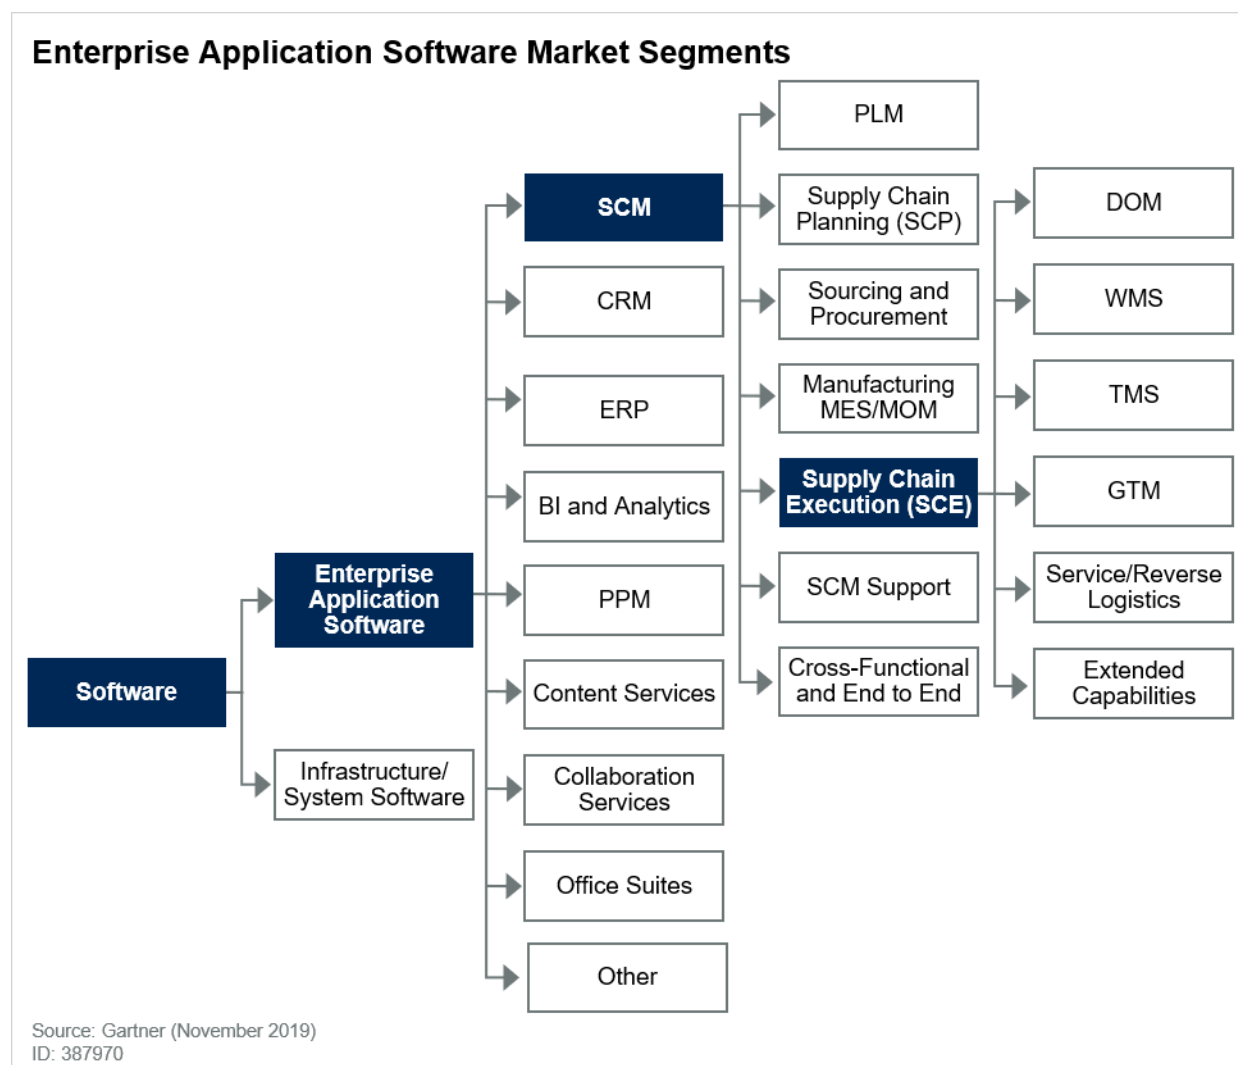 Enterprise Application Software Market Segments
Software
Enterprise
Application
Software
Infrastructure/
System Software
SCM
CRM
ERP
BI and Analytics
PPM
Content Services
Collaboration
Services
Office Suites
Other
PLM
Supply Chain
Planning (SCP)
Sourcing and
Procurement
Manufacturing
MES/MOM
Supply Chain
Execution (SCE)
SCM Support
Cross-Functional
and End to End
DOM
WMS
TMS
GTM
Service/Reverse
Logistics
Extended
Capabilities
Source: Gartner (November 2019)
ID: 387970